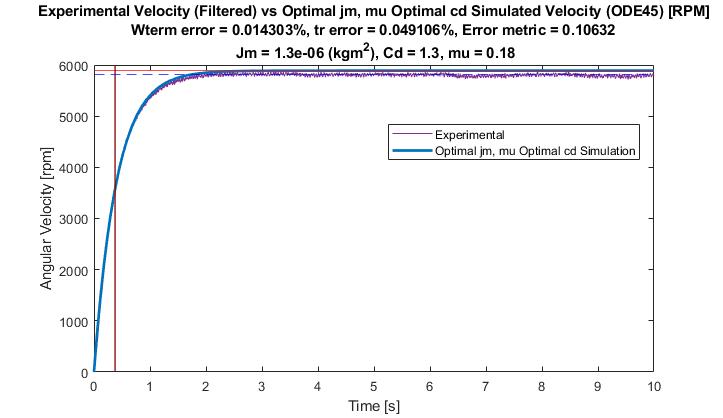 Experimental Velocity (Filtered) vs Optimal jm, mu Optimal cd Simulated Velocity (ODE45) [RPM]
Wterm error = 0.014303%, tr error = 0.049106%, Error metric = 0.10632
Jm = 1.3e-06 (kgm²), Cd = 1.3, mu = 0.18
6000
5000
4000
3000
2000
1000
0
Angular Velocity [rpm]
Experimental
Optimal jm, mu Optimal cd Simulation
0 1 2 3 4 5 6 7 8 9 10
Time [s]